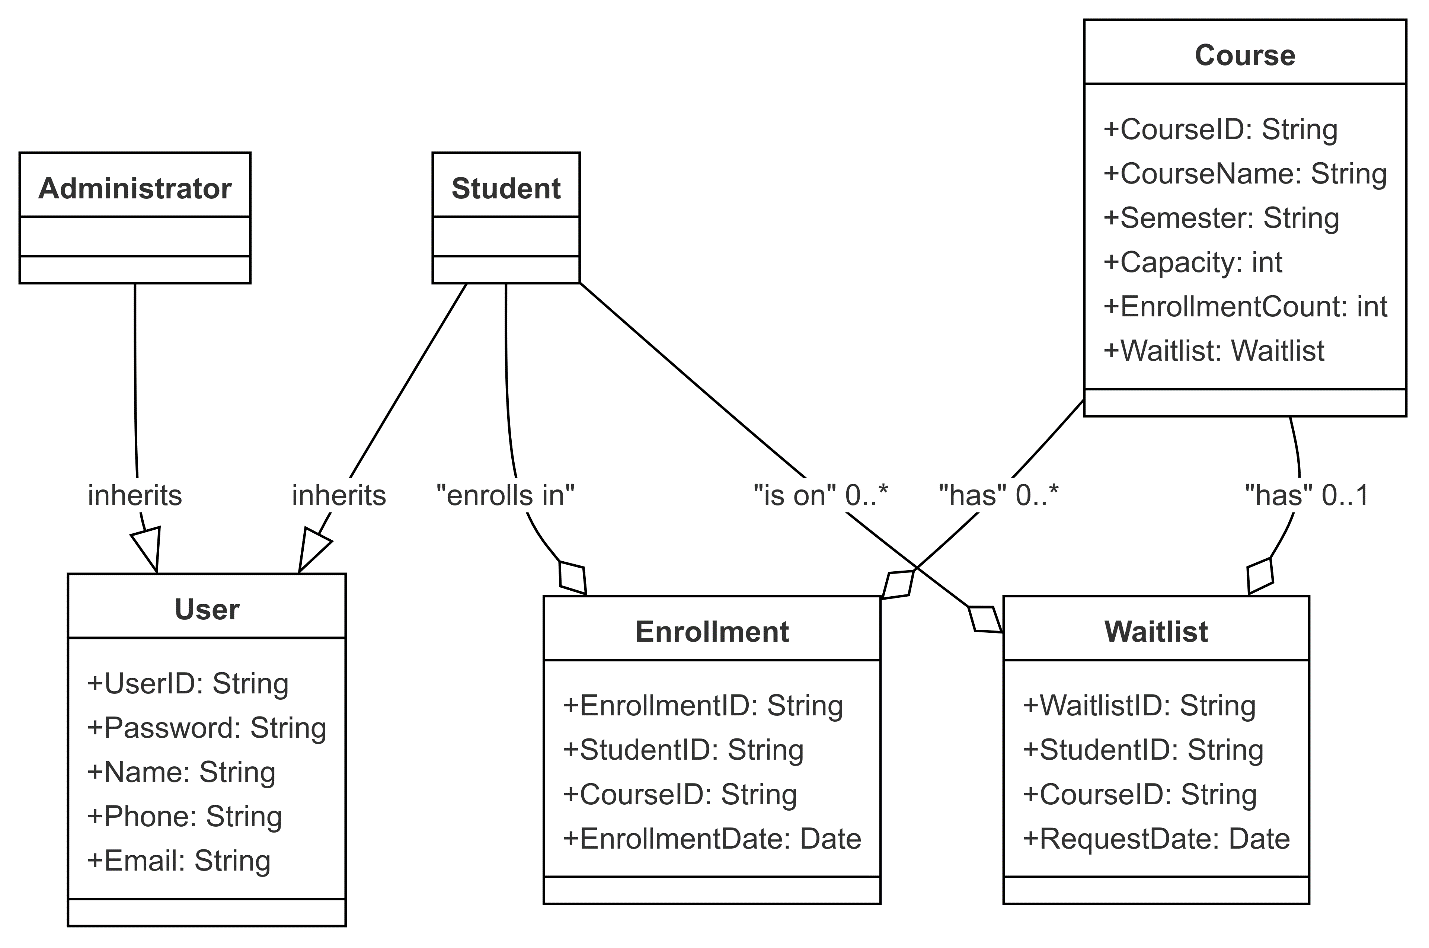 Course
+CourseID: String
+CourseName: String
+Semester: String
+Capacity: int
+EnrollmentCount: int
+Waitlist: Waitlist
Administrator
Student
inherits
inherits
"enrolls in"
"is on" 0..*
"has" 0..*
"has" 0..1
User
+UserID: String
+Password: String
+Name: String
+Phone: String
+Email: String
Enrollment
+EnrollmentID: String
+StudentID: String
+CourseID: String
+EnrollmentDate: Date
Waitlist
+WaitlistID: String
+StudentID: String
+CourseID: String
+RequestDate: Date